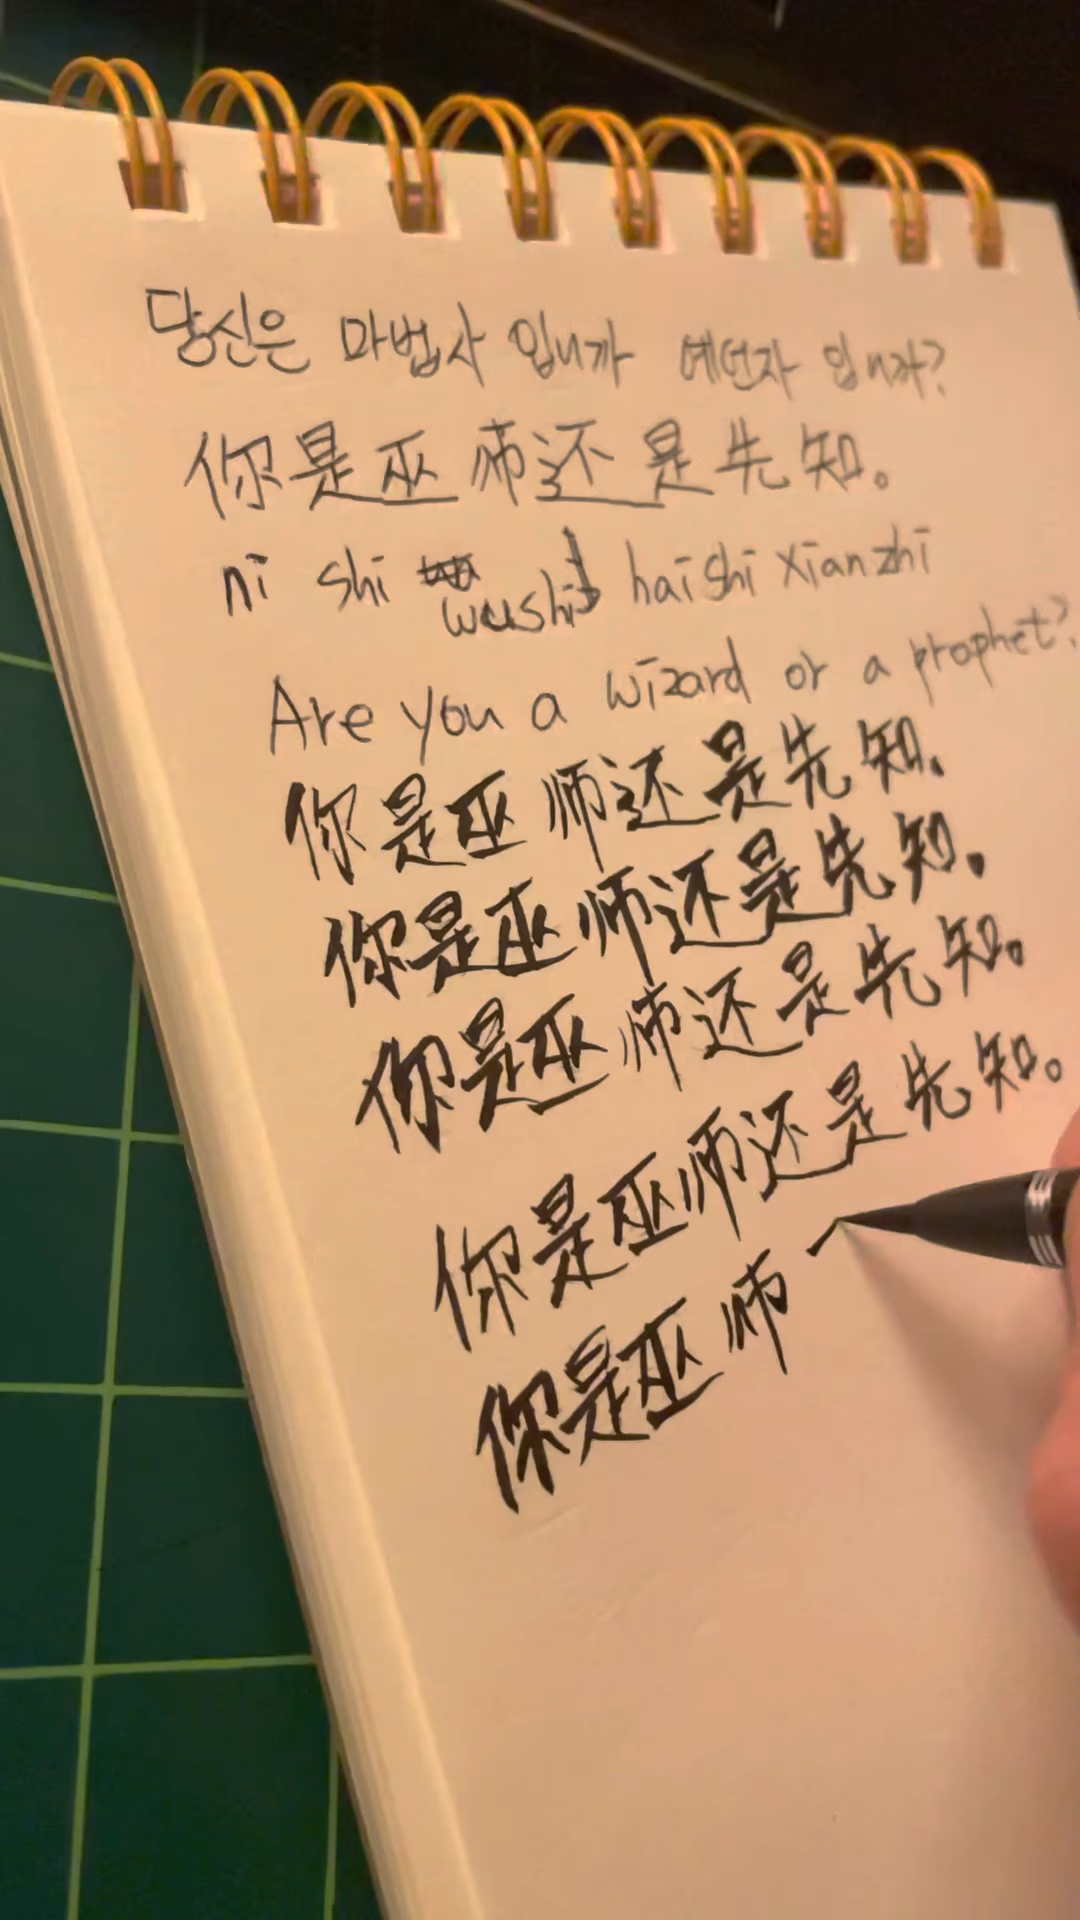 당신은 마법사 입니까 예언자 입니까?
你是巫师还是先知。
ni shi wushi haishi xianzhi
Are you a wizard or a prophet?
你是巫师还是先知.
你是巫师还是先知。
你是巫师还是先知。
你是巫师还是先知。
你是巫师